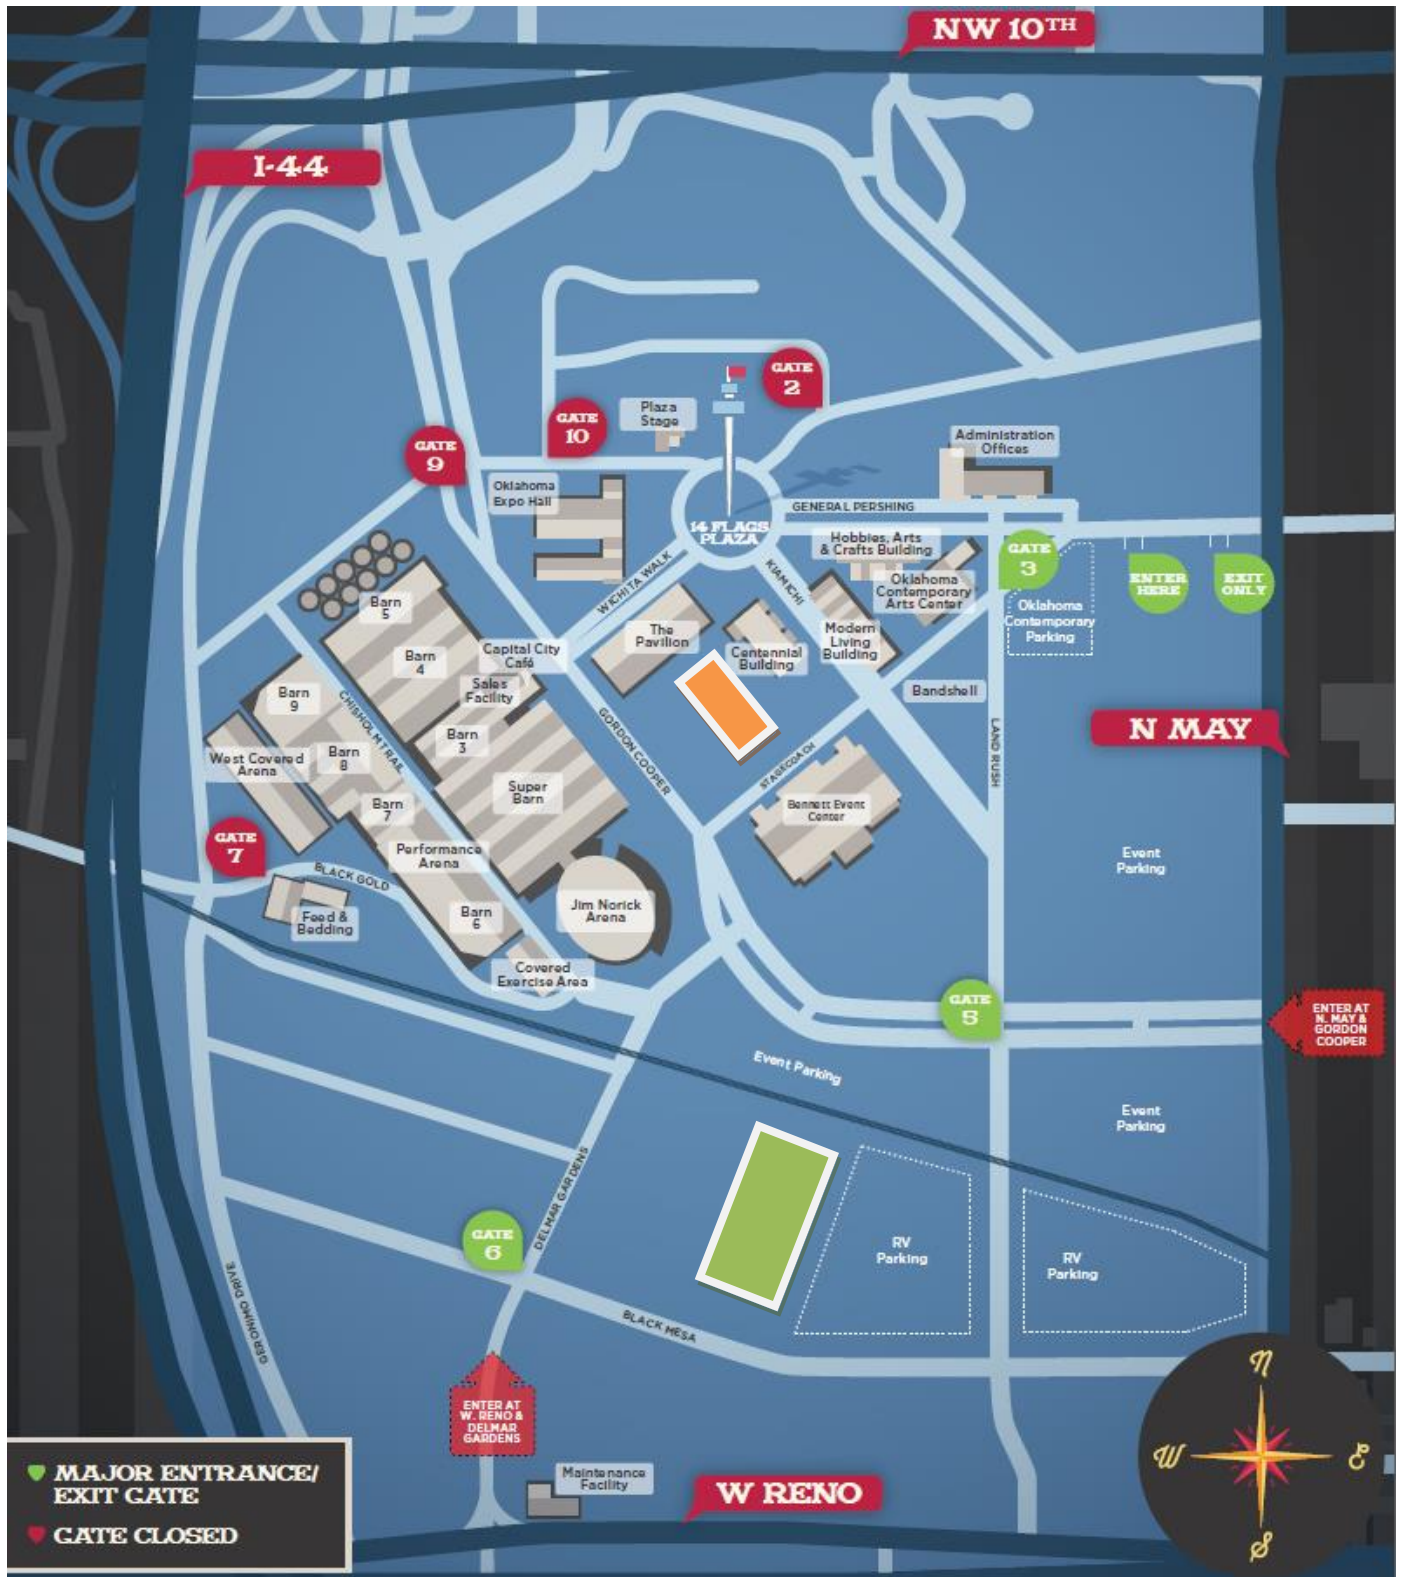 NW 10TH
I-44
GATE
2
Plaza
Stage
GATE
10
GATE
9
Administration
Offices
Oklahoma
Expo Hall
GENERAL PERSHING
14 FLAGS
PLAZA
Hobbies, Arts
& Crafts Building
GATE
3
ENTER
HERE
EXIT
ONLY
WICHITA WALK
KIAMICHI
Oklahoma
Contemporary
Arts Center
Oklahoma
Contemporary
Parking
Barn
5
The
Pavilion
Centennial
Building
Modern
Living
Building
Barn
4
Capital City
Café
Sales
Facility
Bandshell
Barn
9
CHISHOLM TRAIL
GORDON COOPER
LAND RUSH
N MAY
Barn
3
West Covered
Arena
Barn
8
STAGECOACH
Super
Barn
Barn
7
Bennett Event
Center
GATE
7
Performance
Arena
Event
Parking
BLACK GOLD
Feed &
Bedding
Barn
6
Jim Norick
Arena
Covered
Exercise Area
GATE
5
ENTER AT
N. MAY &
GORDON
COOPER
Event Parking
Event
Parking
DELMAR GARDENS
GATE
6
RV
Parking
RV
Parking
GERONIMO DRIVE
BLACK MESA
ENTER AT
W. RENO &
DELMAR
GARDENS
N
W
E
S
Maintenance
Facility
W RENO
MAJOR ENTRANCE/
EXIT GATE
GATE CLOSED